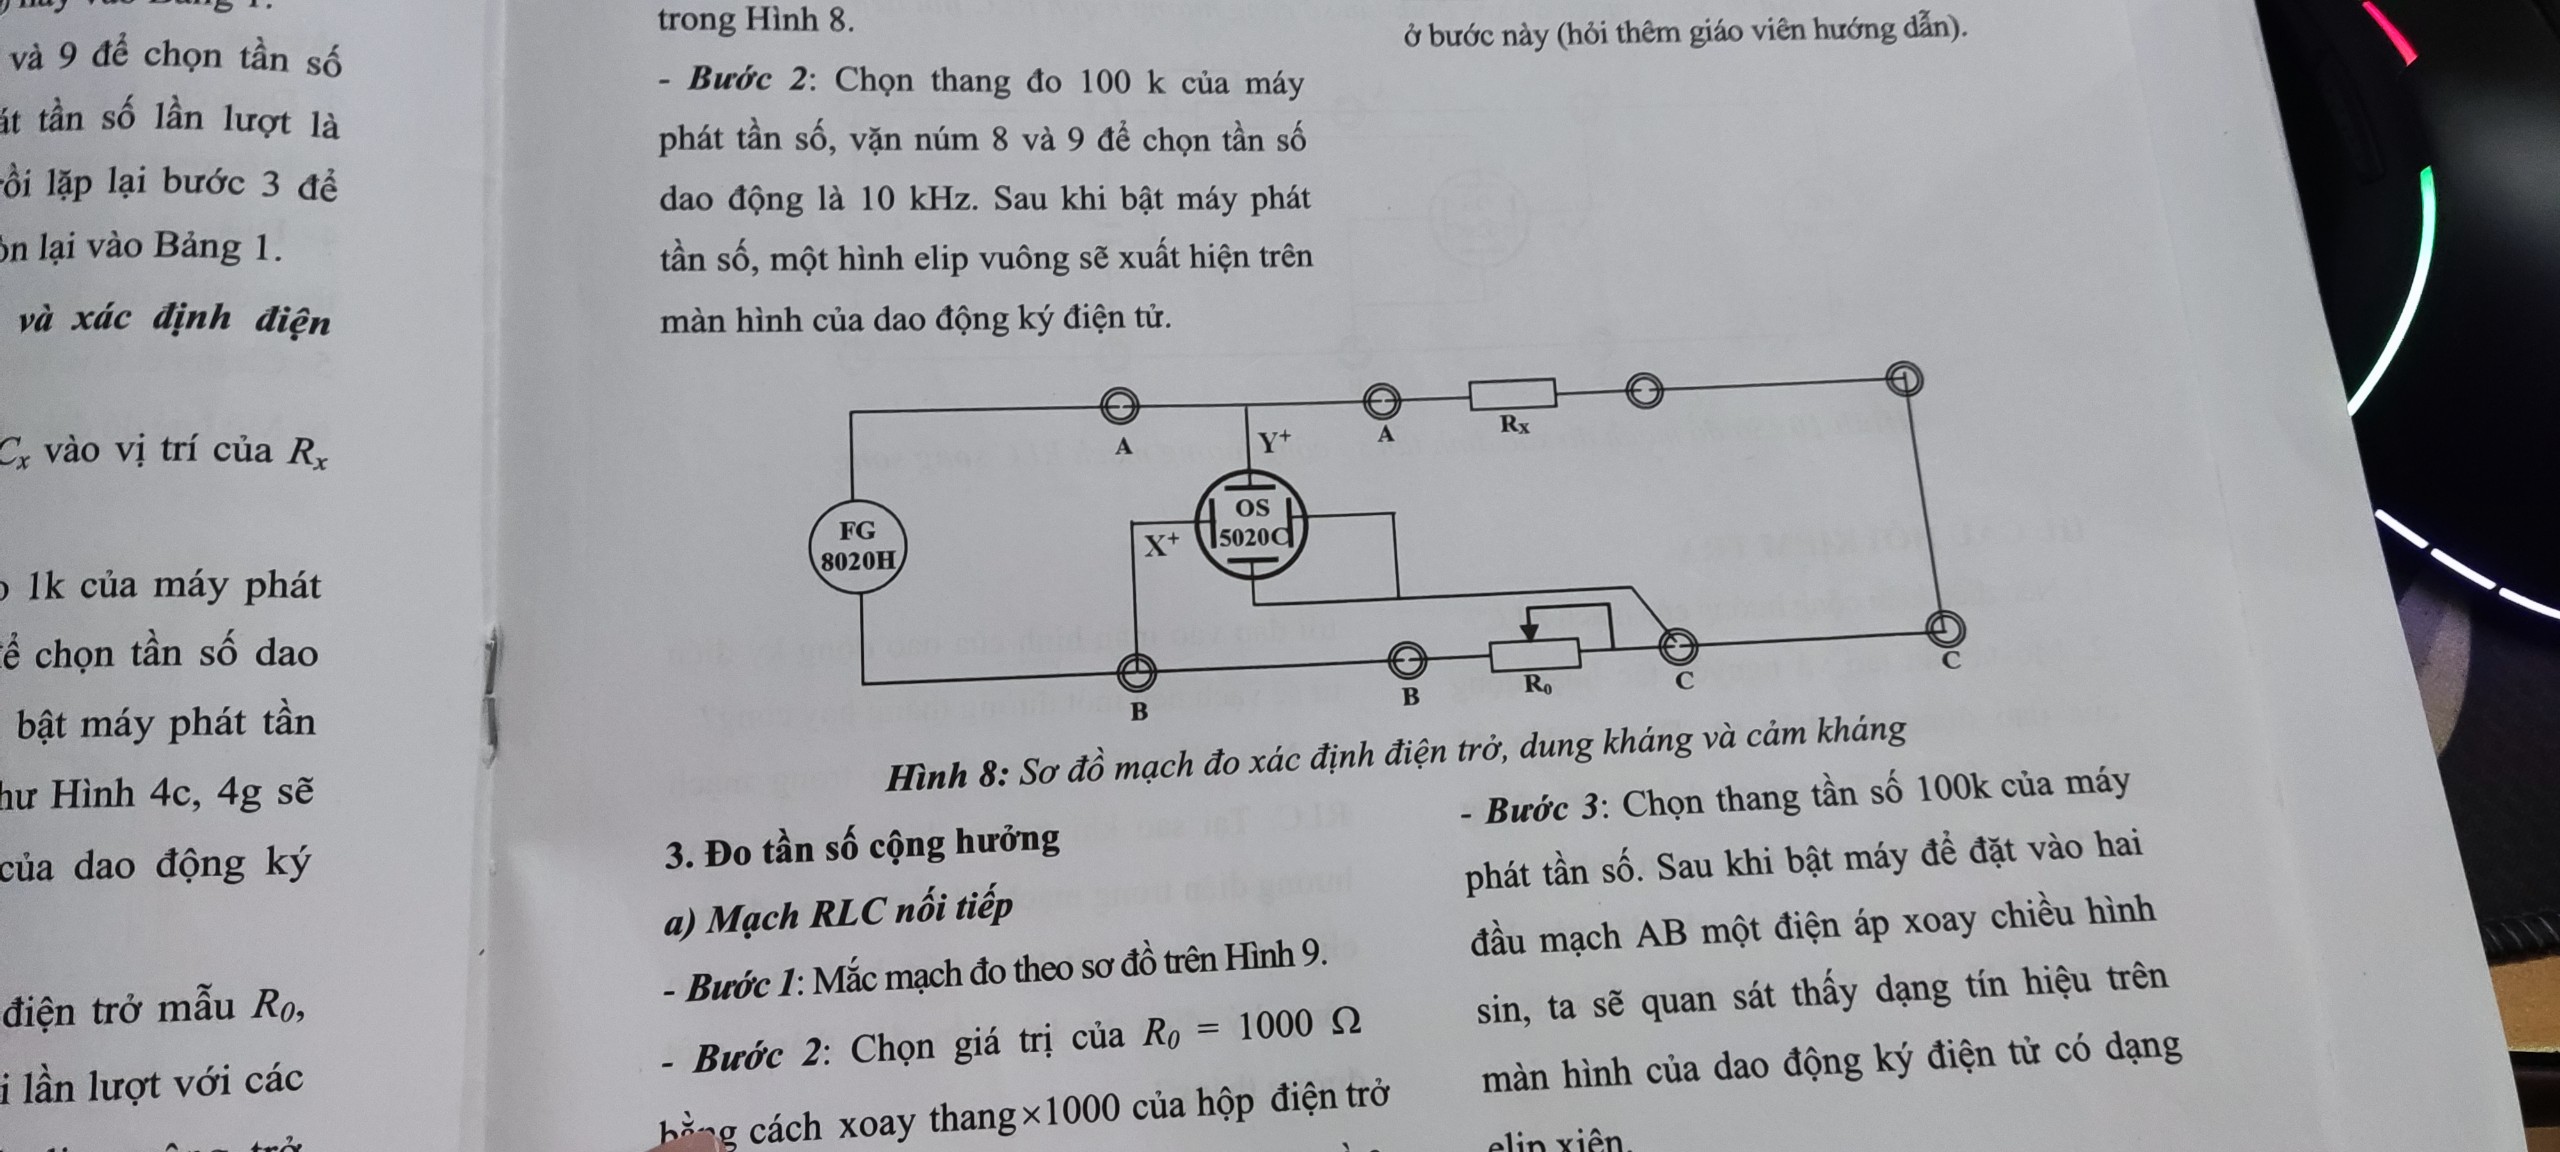 và 9 để chọn tần số
tần số lần lượt là
lặp lại bước 3 để
lại vào Bảng 1.
và xác định điện
Cx vào vị trí của Rx
1k của máy phát
chọn tần số dao
bật máy phát tần
Hình 4c, 4g sẽ
của dao động ký
điện trở mẫu R0,
lần lượt với các
trong Hình 8.
- Bước 2: Chọn thang đo 100 k của máy
phát tần số, vặn núm 8 và 9 để chọn tần số
dao động là 10 kHz. Sau khi bật máy phát
tần số, một hình elip vuông sẽ xuất hiện trên
màn hình của dao động ký điện tử.
ở bước này (hỏi thêm giáo viên hướng dẫn).
A
Y+
A
Rx
FG
8020H
X+
OS
5020C
B
B
R0
C
C
Hình 8: Sơ đồ mạch đo xác định điện trở, dung kháng và cảm kháng
3. Đo tần số cộng hưởng
a) Mạch RLC nối tiếp
- Bước 1: Mắc mạch đo theo sơ đồ trên Hình 9.
- Bước 2: Chọn giá trị của R0 = 1000 Ω
bằng cách xoay thang×1000 của hộp điện trở
- Bước 3: Chọn thang tần số 100k của máy
phát tần số. Sau khi bật máy để đặt vào hai
đầu mạch AB một điện áp xoay chiều hình
sin, ta sẽ quan sát thấy dạng tín hiệu trên
màn hình của dao động ký điện tử có dạng
elip xiên.